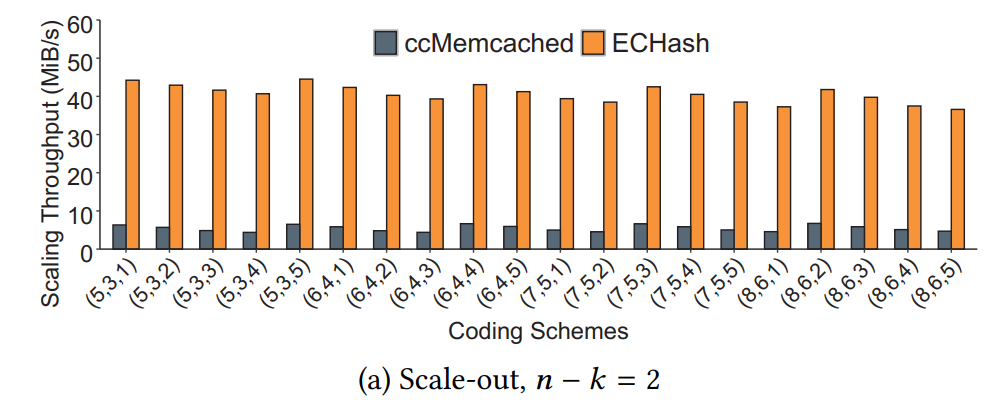 Scaling Throughput (MiB/s)
60
50
40
30
20
10
0
ccMemcached ECHash
(5,3,1) (5,3,2) (5,3,3) (5,3,4) (5,3,5) (6,4,1) (6,4,2) (6,4,3) (6,4,4) (6,4,5) (7,5,1) (7,5,2) (7,5,3) (7,5,4) (7,5,5) (8,6,1) (8,6,2) (8,6,3) (8,6,4) (8,6,5)
Coding Schemes
(a) Scale-out, n − k = 2